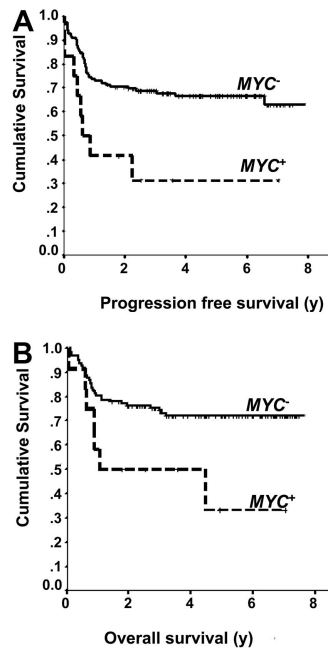 A
Cumulative Survival
1.0
.9
.8
.7
.6
.5
.4
.3
.2
.1
0.0
MYC-
MYC+
0 2 4 6 8
Progression free survival (y)
B
Cumulative Survival
1.0
.9
.8
.7
.6
.5
.4
.3
.2
.1
0.0
MYC-
MYC+
0 2 4 6 8
Overall survival (y)